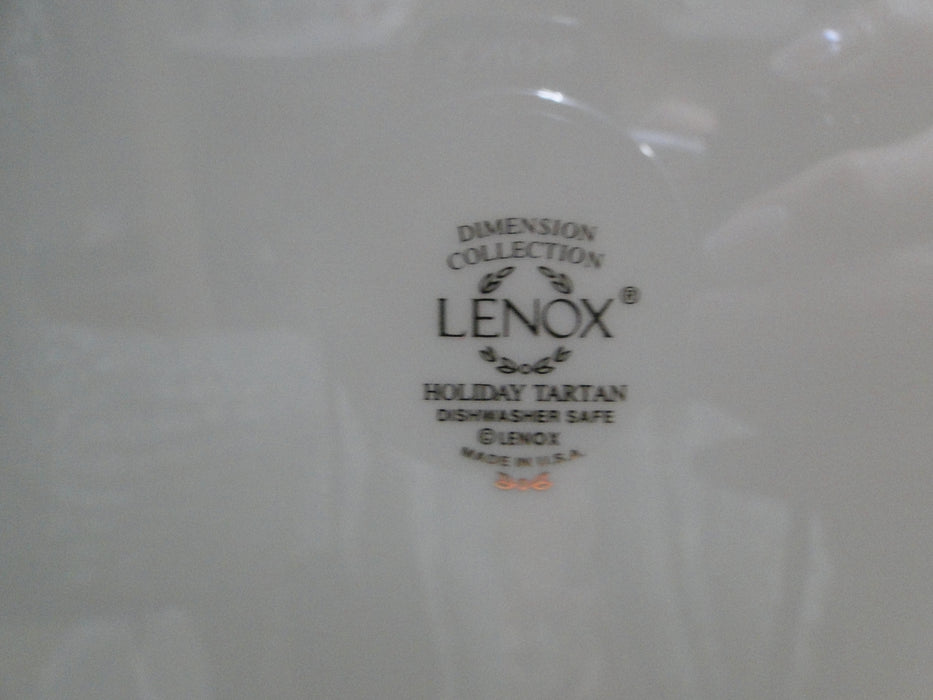 DIMENSION
COLLECTION
LENOX®
HOLIDAY TARTAN
DISHWASHER SAFE
© LENOX
MADE IN U.S.A.